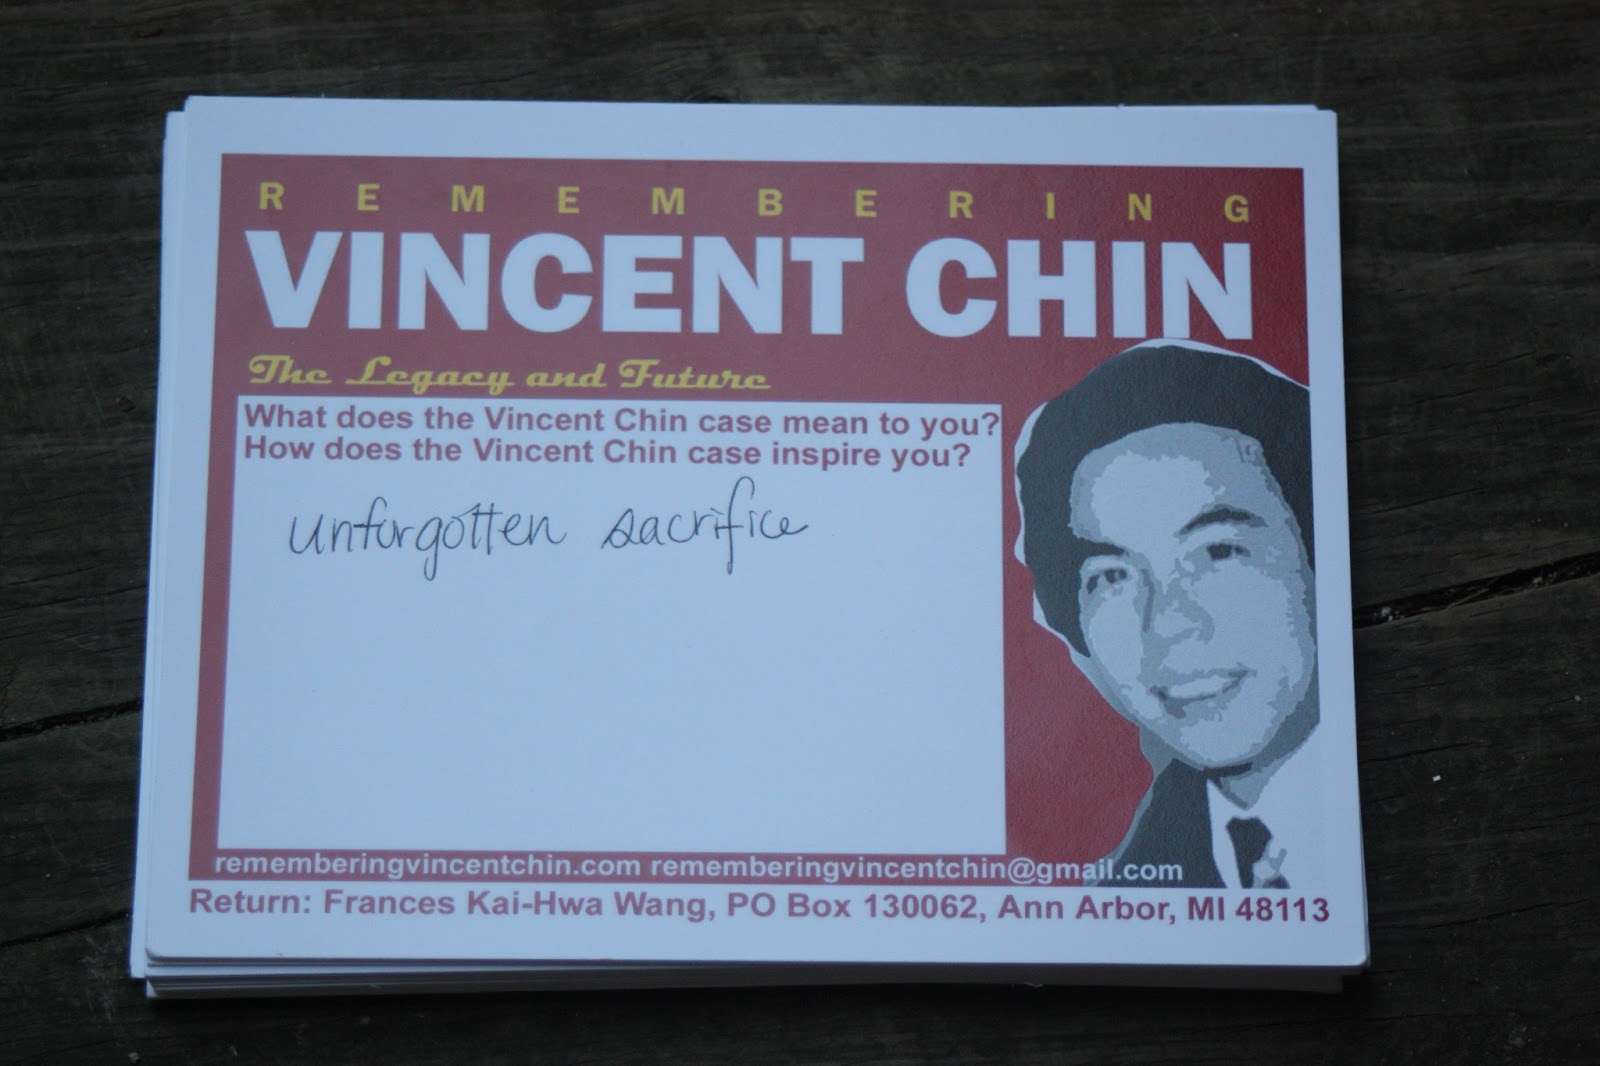 REMEMBERING
VINCENT CHIN
The Legacy and Future
What does the Vincent Chin case mean to you?
How does the Vincent Chin case inspire you?
unforgotten sacrifice
rememberingvincentchin.com rememberingvincentchin@gmail.com
Return: Frances Kai-Hwa Wang, PO Box 130062, Ann Arbor, MI 48113